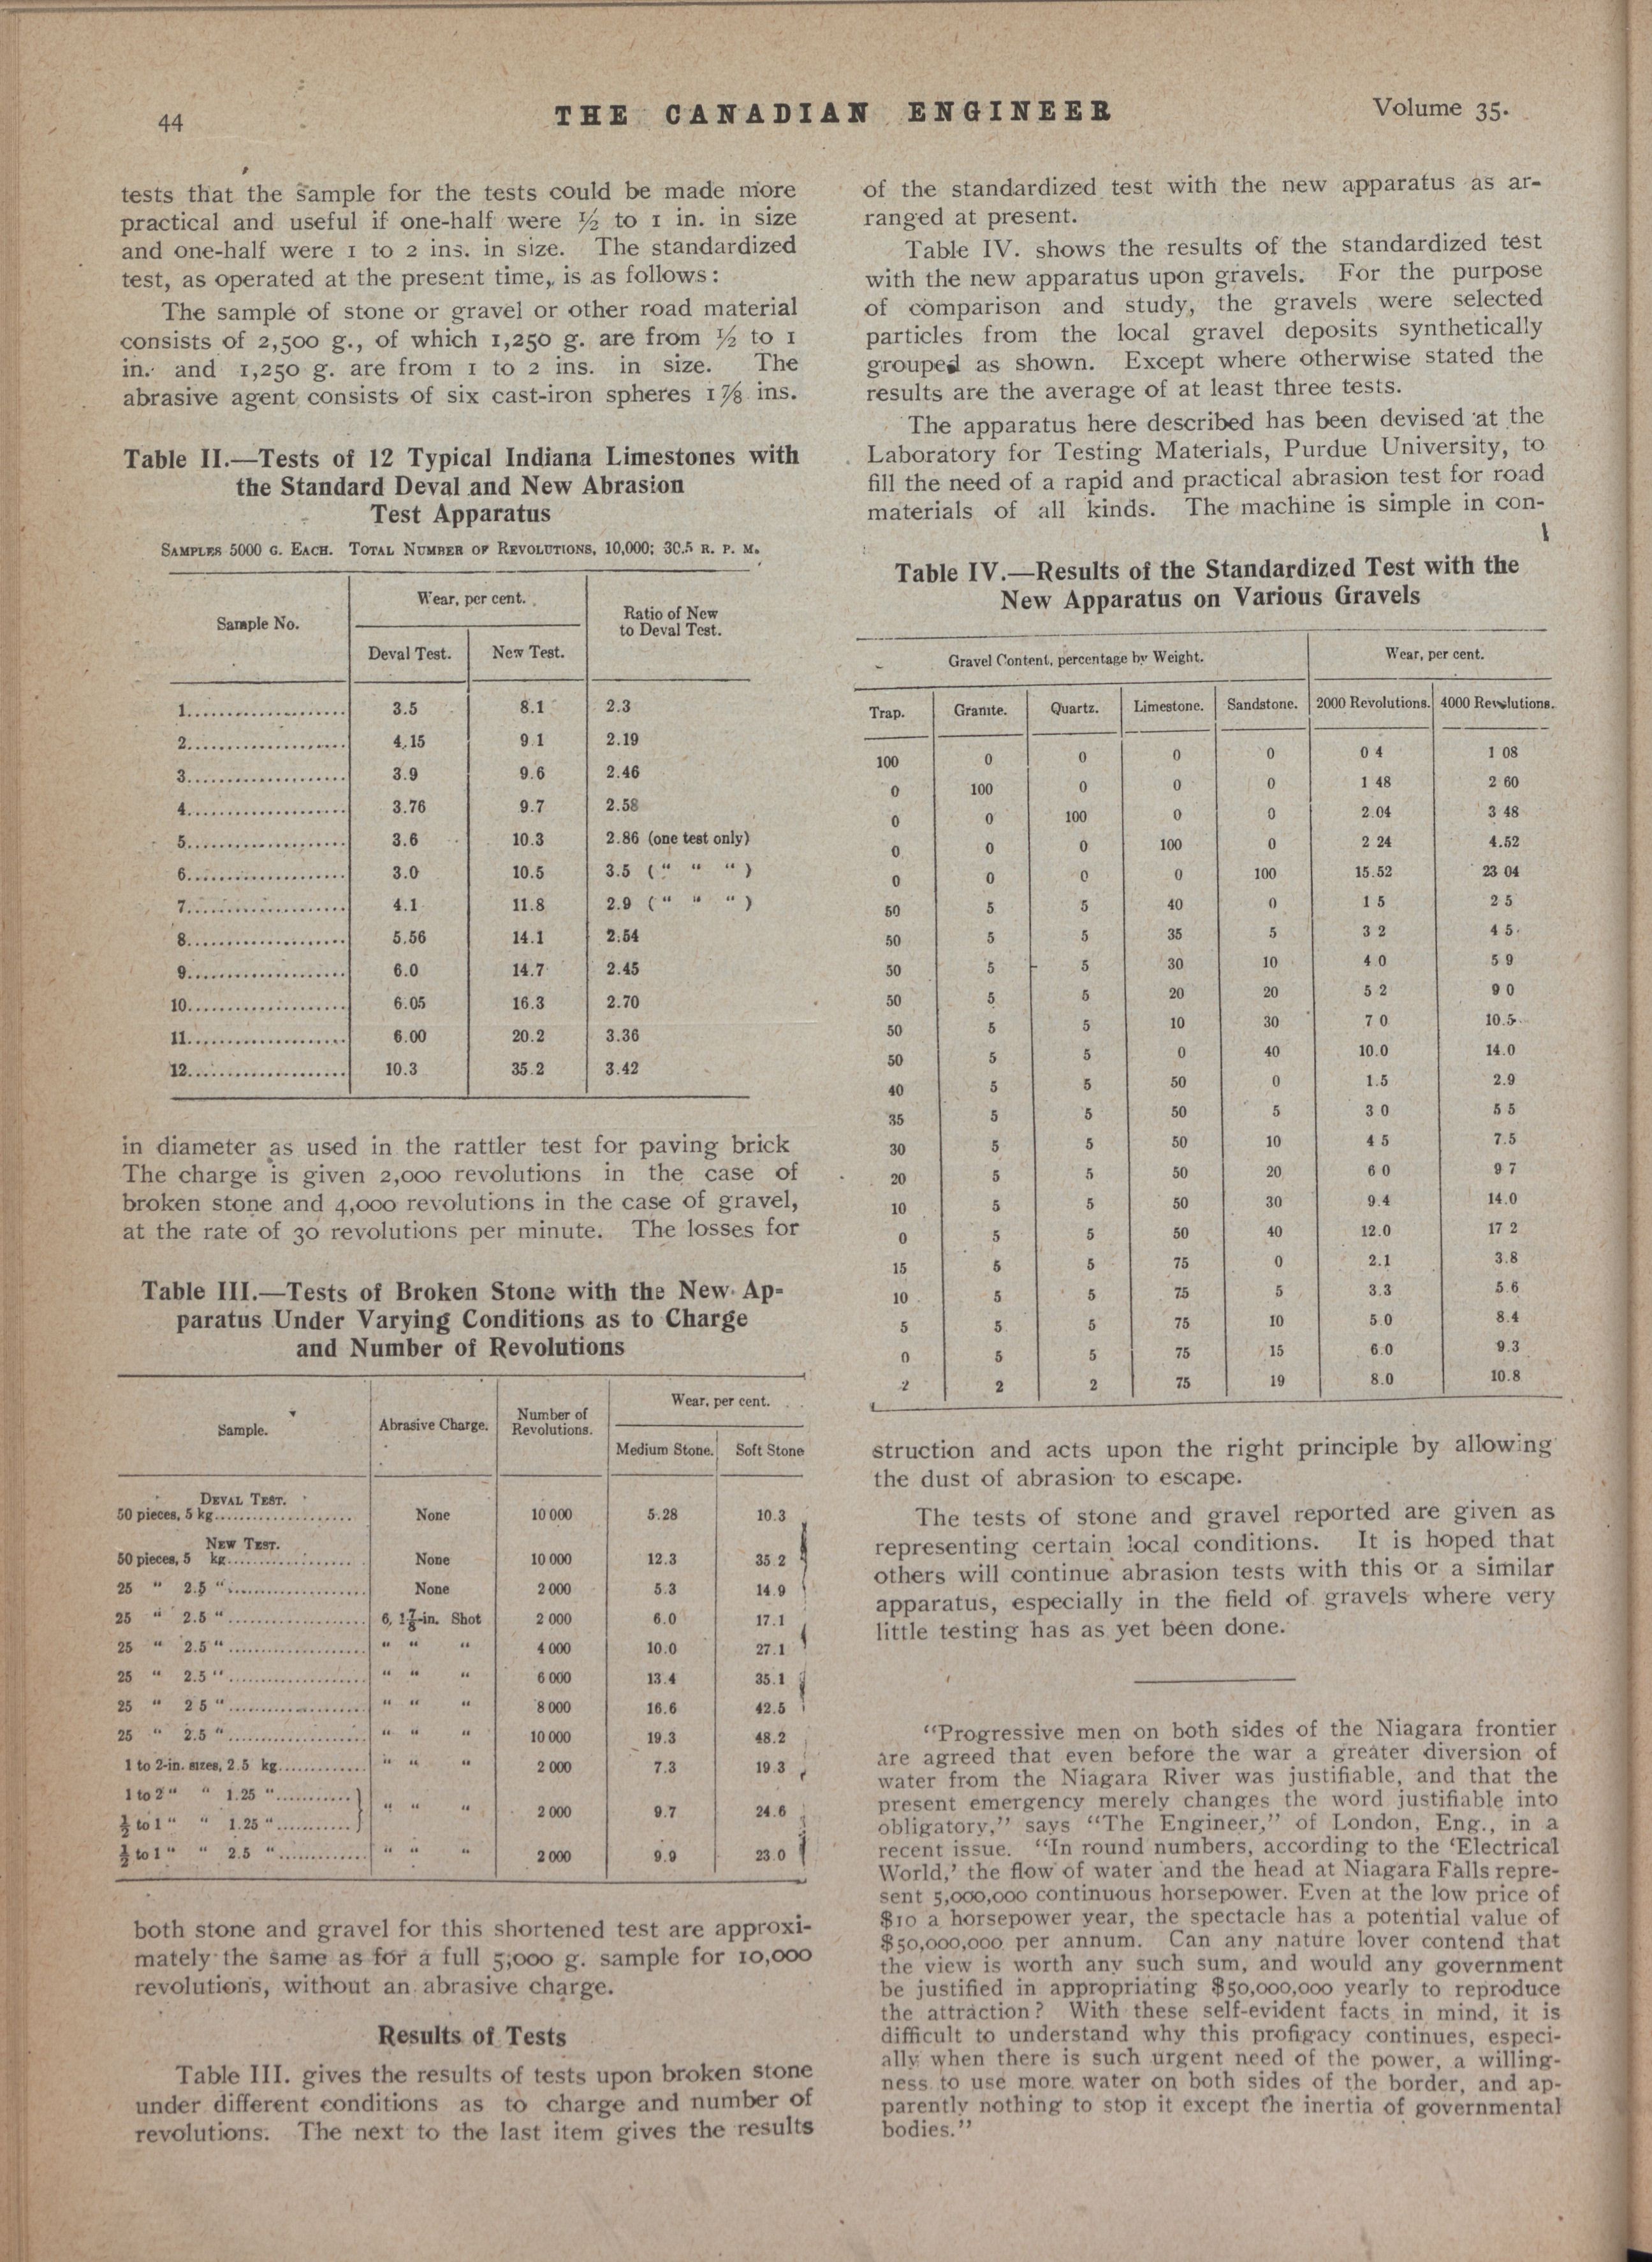 44
THE CANADIAN ENGINEER
Volume 35.
tests that the sample for the tests could be made more
practical and useful if one-half were ½ to 1 in. in size
and one-half were 1 to 2 ins. in size. The standardized
test, as operated at the present time, is as follows:
The sample of stone or gravel or other road material
consists of 2,500 g., of which 1,250 g. are from ½ to 1
in. and 1,250 g. are from 1 to 2 ins. in size. The
abrasive agent consists of six cast-iron spheres 1⅞ ins.
Table II.—Tests of 12 Typical Indiana Limestones with
the Standard Deval and New Abrasion
Test Apparatus
SAMPLES 5000 G. EACH. TOTAL NUMBER OF REVOLUTIONS, 10,000; 30.5 R. P. M.
Sample No. Wear, per cent. Ratio of New
to Deval Test.
Deval Test. New Test.
1.................... 3.5 8.1 2.3
2.................... 4.15 9.1 2.19
3.................... 3.9 9.6 2.46
4.................... 3.76 9.7 2.58
5.................... 3.6 10.3 2.86 (one test only)
6.................... 3.0 10.5 3.5 (" " ")
7.................... 4.1 11.8 2.9 (" " ")
8.................... 5.56 14.1 2.54
9.................... 6.0 14.7 2.45
10.................... 6.05 16.3 2.70
11.................... 6.00 20.2 3.36
12.................... 10.3 35.2 3.42
in diameter as used in the rattler test for paving brick
The charge is given 2,000 revolutions in the case of
broken stone and 4,000 revolutions in the case of gravel,
at the rate of 30 revolutions per minute. The losses for
Table III.—Tests of Broken Stone with the New Ap-
paratus Under Varying Conditions as to Charge
and Number of Revolutions
Sample. Abrasive Charge. Number of
Revolutions. Wear, per cent.
Medium Stone. Soft Stone
DEVAL TEST.
50 pieces, 5 kg.................... None 10 000 5.28 10.3
NEW TEST.
50 pieces, 5 kg.................... None 10 000 12.3 35 2
25 " 2.5 ".................... None 2 000 5.3 14 9
25 " 2.5 ".................... 6, 1⅞-in. Shot 2 000 6.0 17.1
25 " 2.5 ".................... " " " 4 000 10.0 27.1
25 " 2.5 ".................... " " " 6 000 13 4 35.1
25 " 2 5 ".................... " " " 8 000 16.6 42.5
25 " 2.5 ".................... " " " 10 000 19.3 48.2
1 to 2-in. sizes, 2.5 kg............. " " " 2 000 7.3 19 3
1 to 2 " " 1.25 "...........
" " " 2 000 9.7 24.6
½ to 1 " " 1.25 "...........
½ to 1 " " 2.5 "............. " " " 2 000 9.9 23.0
both stone and gravel for this shortened test are approxi-
mately the same as for a full 5,000 g. sample for 10,000
revolutions, without an abrasive charge.
Results of Tests
Table III. gives the results of tests upon broken stone
under different conditions as to charge and number of
revolutions. The next to the last item gives the results
of the standardized test with the new apparatus as ar-
ranged at present.
Table IV. shows the results of the standardized test
with the new apparatus upon gravels. For the purpose
of comparison and study, the gravels were selected
particles from the local gravel deposits synthetically
grouped as shown. Except where otherwise stated the
results are the average of at least three tests.
The apparatus here described has been devised at the
Laboratory for Testing Materials, Purdue University, to
fill the need of a rapid and practical abrasion test for road
materials of all kinds. The machine is simple in con-
Table IV.—Results of the Standardized Test with the
New Apparatus on Various Gravels
Gravel Content, percentage by Weight. Wear, per cent.
Trap. Granite. Quartz. Limestone. Sandstone. 2000 Revolutions. 4000 Revolutions.
100 0 0 0 0 0 4 1 08
0 100 0 0 0 1 48 2 60
0 0 100 0 0 2.04 3 48
0 0 0 100 0 2 24 4.52
0 0 0 0 100 15.52 23 04
50 5 5 40 0 1 5 2 5
50 5 5 35 5 3 2 4 5
50 5 5 30 10 4 0 5 9
50 5 5 20 20 5 2 9 0
50 5 5 10 30 7 0 10.5
50 5 5 0 40 10.0 14.0
40 5 5 50 0 1.5 2.9
35 5 5 50 5 3 0 5 5
30 5 5 50 10 4 5 7.5
20 5 5 50 20 6 0 9 7
10 5 5 50 30 9.4 14.0
0 5 5 50 40 12.0 17 2
15 5 5 75 0 2.1 3.8
10 5 5 75 5 3.3 5 6
5 5 5 75 10 5.0 8.4
0 5 5 75 15 6.0 9.3
2 2 2 75 19 8.0 10.8
struction and acts upon the right principle by allowing
the dust of abrasion to escape.
The tests of stone and gravel reported are given as
representing certain local conditions. It is hoped that
others will continue abrasion tests with this or a similar
apparatus, especially in the field of gravels where very
little testing has as yet been done.
"Progressive men on both sides of the Niagara frontier
are agreed that even before the war a greater diversion of
water from the Niagara River was justifiable, and that the
present emergency merely changes the word justifiable into
obligatory," says "The Engineer," of London, Eng., in a
recent issue. "In round numbers, according to the 'Electrical
World,' the flow of water and the head at Niagara Falls repre-
sent 5,000,000 continuous horsepower. Even at the low price of
$10 a horsepower year, the spectacle has a potential value of
$50,000,000 per annum. Can any nature lover contend that
the view is worth any such sum, and would any government
be justified in appropriating $50,000,000 yearly to reproduce
the attraction? With these self-evident facts in mind, it is
difficult to understand why this profigacy continues, especi-
ally when there is such urgent need of the power, a willing-
ness to use more water on both sides of the border, and ap-
parently nothing to stop it except the inertia of governmental
bodies."